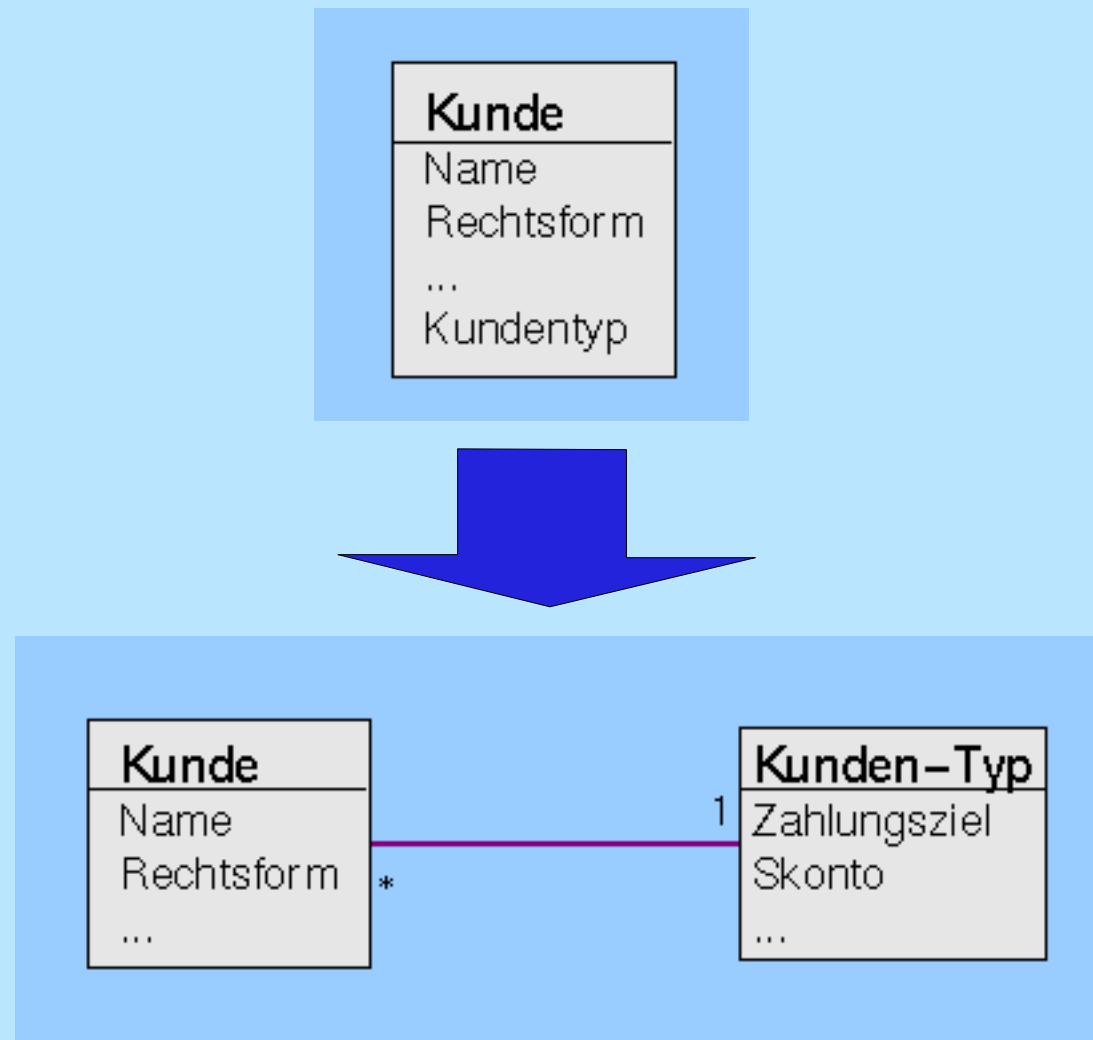 Kunde
Name
Rechtsform
...
Kundentyp
Kunde
Name
Rechtsform
...
*
1
Kunden-Typ
Zahlungsziel
Skonto
...